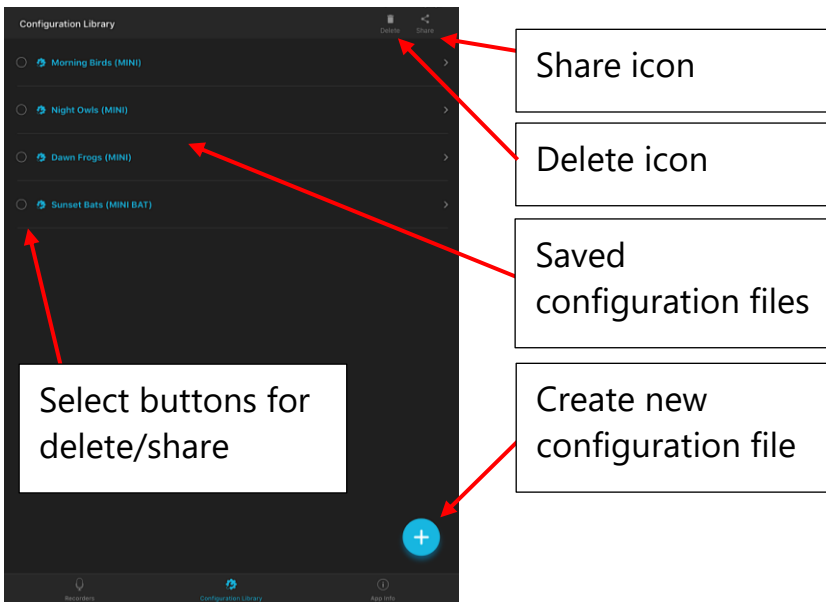 Configuration Library
Delete
Share
Morning Birds (MINI)
Night Owls (MINI)
Dawn Frogs (MINI)
Sunset Bats (MINI BAT)
Share icon
Delete icon
Saved
configuration files
Select buttons for
delete/share
Create new
configuration file
Recorders
Configuration Library
App Info